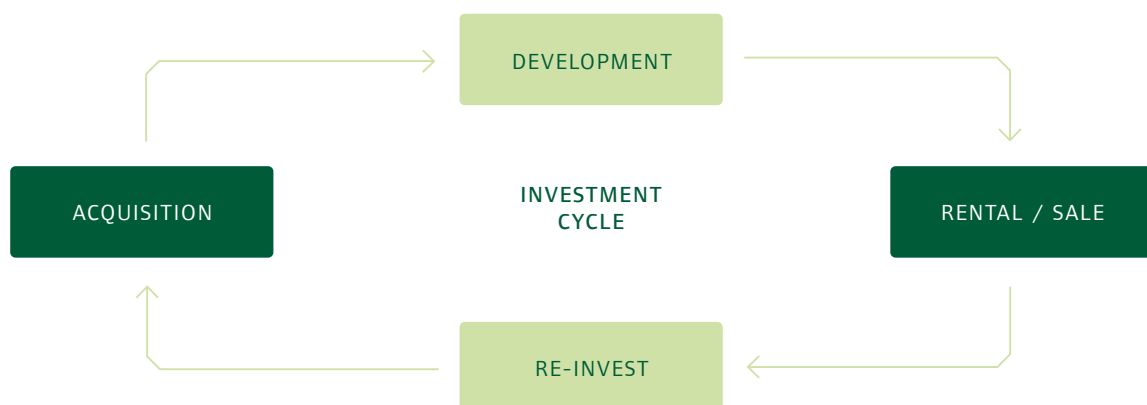 DEVELOPMENT
ACQUISITION
INVESTMENT
CYCLE
RENTAL / SALE
RE-INVEST